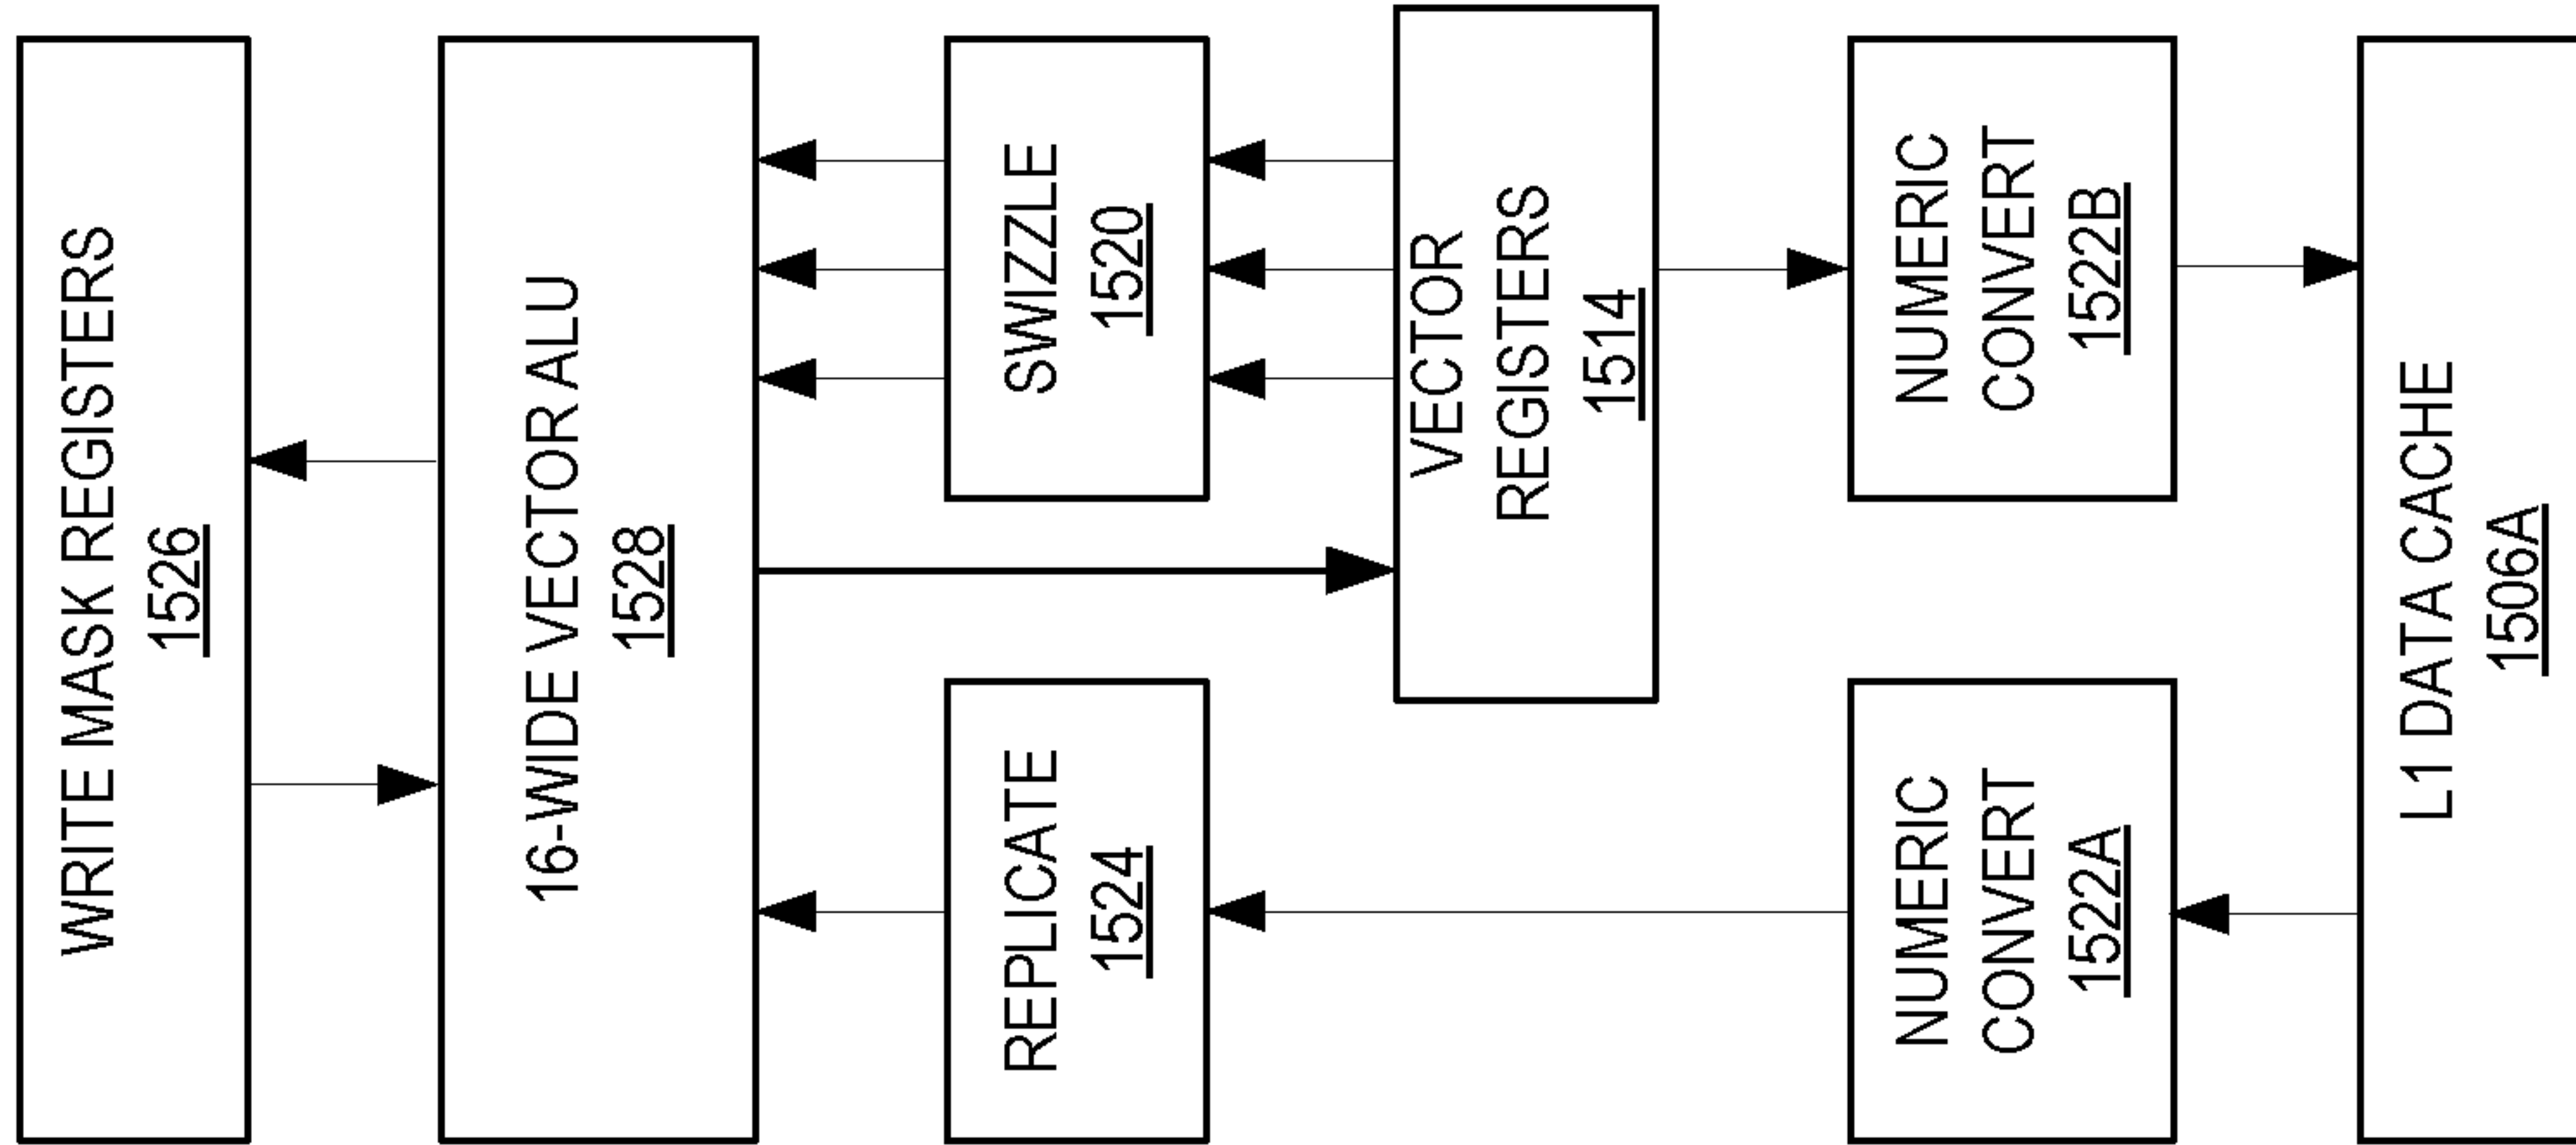 WRITE MASK REGISTERS
1526
16-WIDE VECTOR ALU
1528
REPLICATE
1524
SWIZZLE
1520
VECTOR
REGISTERS
1514
NUMERIC
CONVERT
1522A
NUMERIC
CONVERT
1522B
L1 DATA CACHE
1506A